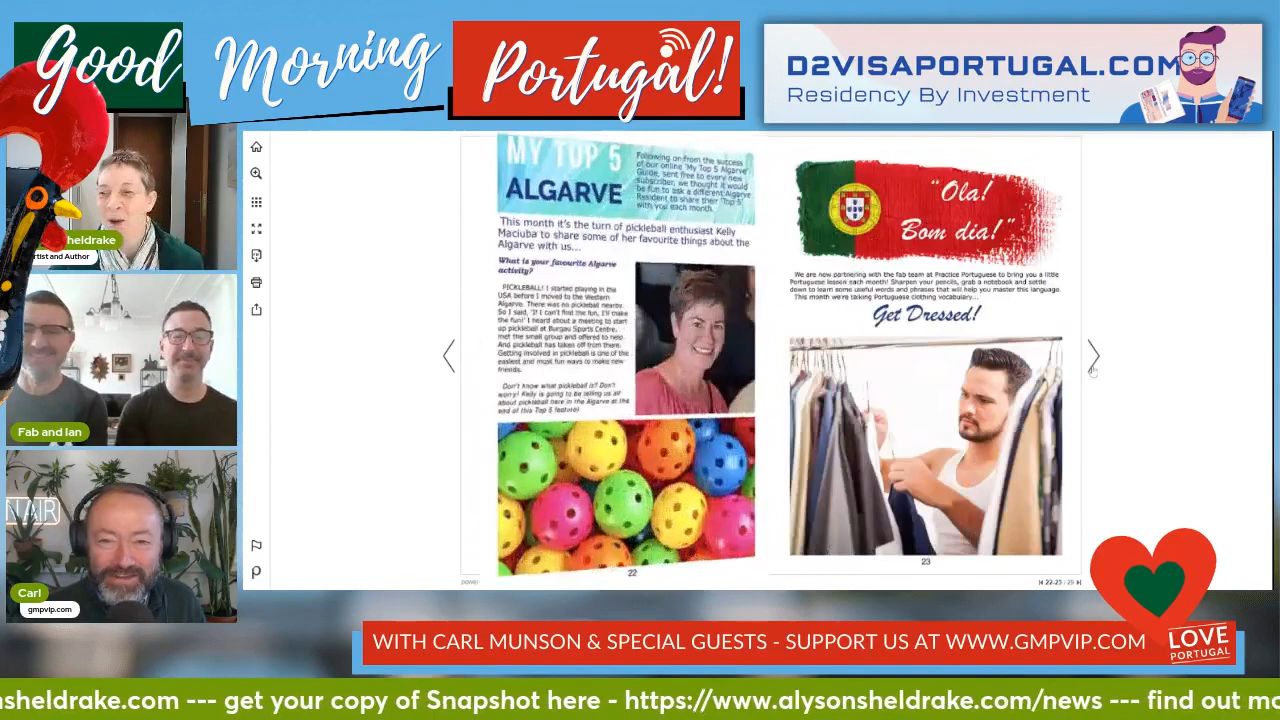 Good
Morning
Portugal!
D2VISAPORTUGAL.COM
Residency By Investment
heldrake
rtist and Author
Fab and Ian
NAIR
Carl
gmpvip.com
MY TOP 5
ALGARVE
Following on from the success
of our online 'My Top 5 Algarve'
Guide, sent free to every new
subscriber, we thought it would
be fun to ask a different Algarve
Resident to share their 'Top 5'
with you each month.
This month it's the turn of pickleball enthusiast Kelly
Maciuba to share some of her favourite things about the
Algarve with us...
What is your favourite Algarve
activity?
PICKLEBALL! I started playing in the
USA before I moved to the Western
Algarve. There was no pickleball nearby.
So I said, 'If I can't find the fun, I'll make
the fun!' I heard about a meeting to start
up pickleball at Burgau Sports Centre,
met the small group and offered to help.
And pickleball has taken off from there.
Getting involved in pickleball is one of the
easiest and most fun ways to make new
friends.
Don't know what pickleball is? Don't
worry! Kelly is going to be telling us all
about pickleball here in the Algarve at the
end of this Top 5 feature!
22
"Ola!
Bom dia!"
We are now partnering with the fab team at Practice Portuguese to bring you a little
Portuguese lesson each month! Sharpen your pencils, grab a notebook and settle
down to learn some useful words and phrases that will help you master this language.
This month we're talking Portuguese clothing vocabulary...
Get Dressed!
23
22-23 / 29
WITH CARL MUNSON & SPECIAL GUESTS - SUPPORT US AT WWW.GMPVIP.COM
LOVE
PORTUGAL
nsheldrake.com --- get your copy of Snapshot here - https://www.alysonsheldrake.com/news --- find out mo